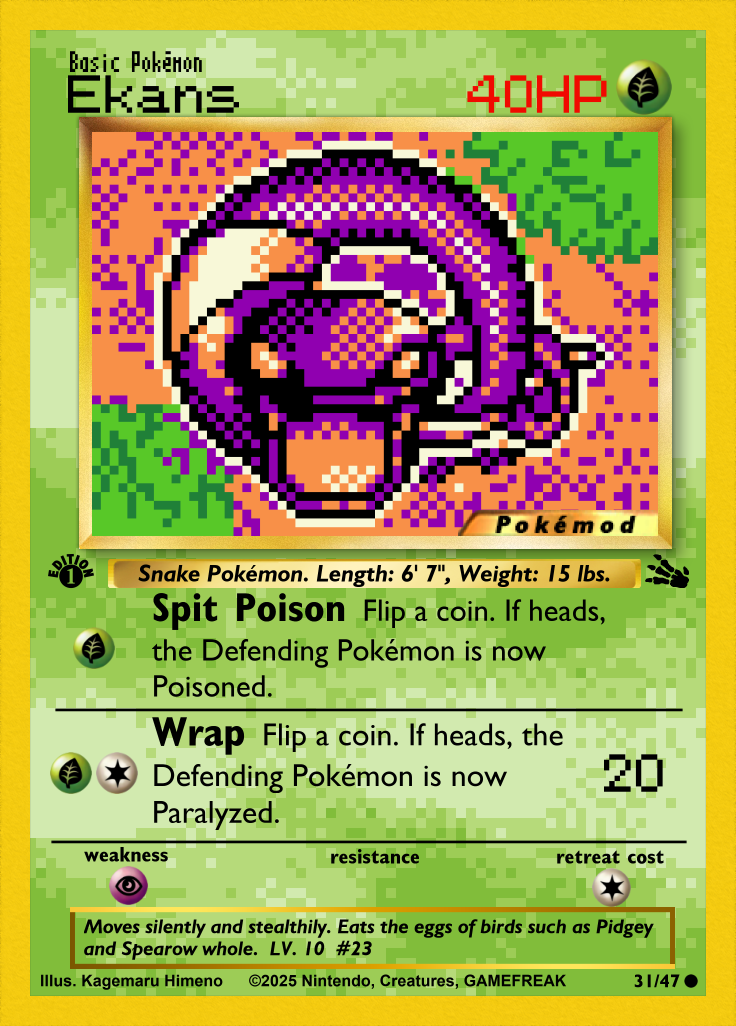 Basic Pokémon
Ekans
40HP
Pokémod
EDITION
1
Snake Pokémon. Length: 6' 7", Weight: 15 lbs.
Spit Poison Flip a coin. If heads,
the Defending Pokémon is now
Poisoned.
Wrap Flip a coin. If heads, the
Defending Pokémon is now
Paralyzed.
20
weakness
resistance
retreat cost
Moves silently and stealthily. Eats the eggs of birds such as Pidgey
and Spearow whole. LV. 10 #23
Illus. Kagemaru Himeno ©2025 Nintendo, Creatures, GAMEFREAK 31/47